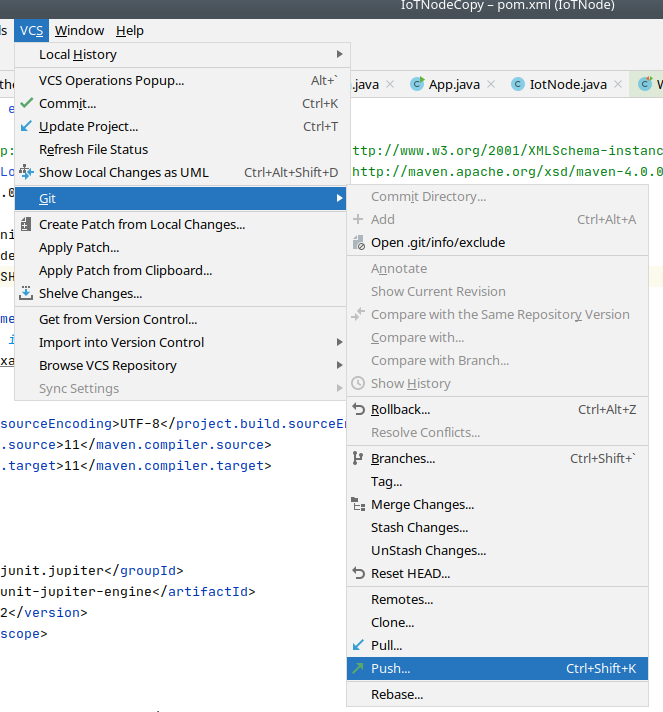 IoTNodeCopy – pom.xml (IoTNode)
VCS Window Help
.java App.java IotNode.java
Local History
VCS Operations Popup... Alt+`
Commit... Ctrl+K
Update Project... Ctrl+T
Refresh File Status
Show Local Changes as UML Ctrl+Alt+Shift+D
Git
Create Patch from Local Changes...
Apply Patch...
Apply Patch from Clipboard...
Shelve Changes...
Get from Version Control...
Import into Version Control
Browse VCS Repository
Sync Settings
ttp://www.w3.org/2001/XMLSchema-instanc
http://maven.apache.org/xsd/maven-4.0.0
Commit Directory...
Add Ctrl+Alt+A
Open .git/info/exclude
Annotate
Show Current Revision
Compare with the Same Repository Version
Compare with...
Compare with Branch...
Show History
Rollback... Ctrl+Alt+Z
Resolve Conflicts...
Branches... Ctrl+Shift+`
Tag...
Merge Changes...
Stash Changes...
UnStash Changes...
Reset HEAD...
Remotes...
Clone...
Pull...
Push... Ctrl+Shift+K
Rebase...
sourceEncoding>UTF-8</project.build.sourceEn
.source>11</maven.compiler.source>
.target>11</maven.compiler.target>
junit.jupiter</groupId>
unit-jupiter-engine</artifactId>
2</version>
scope>